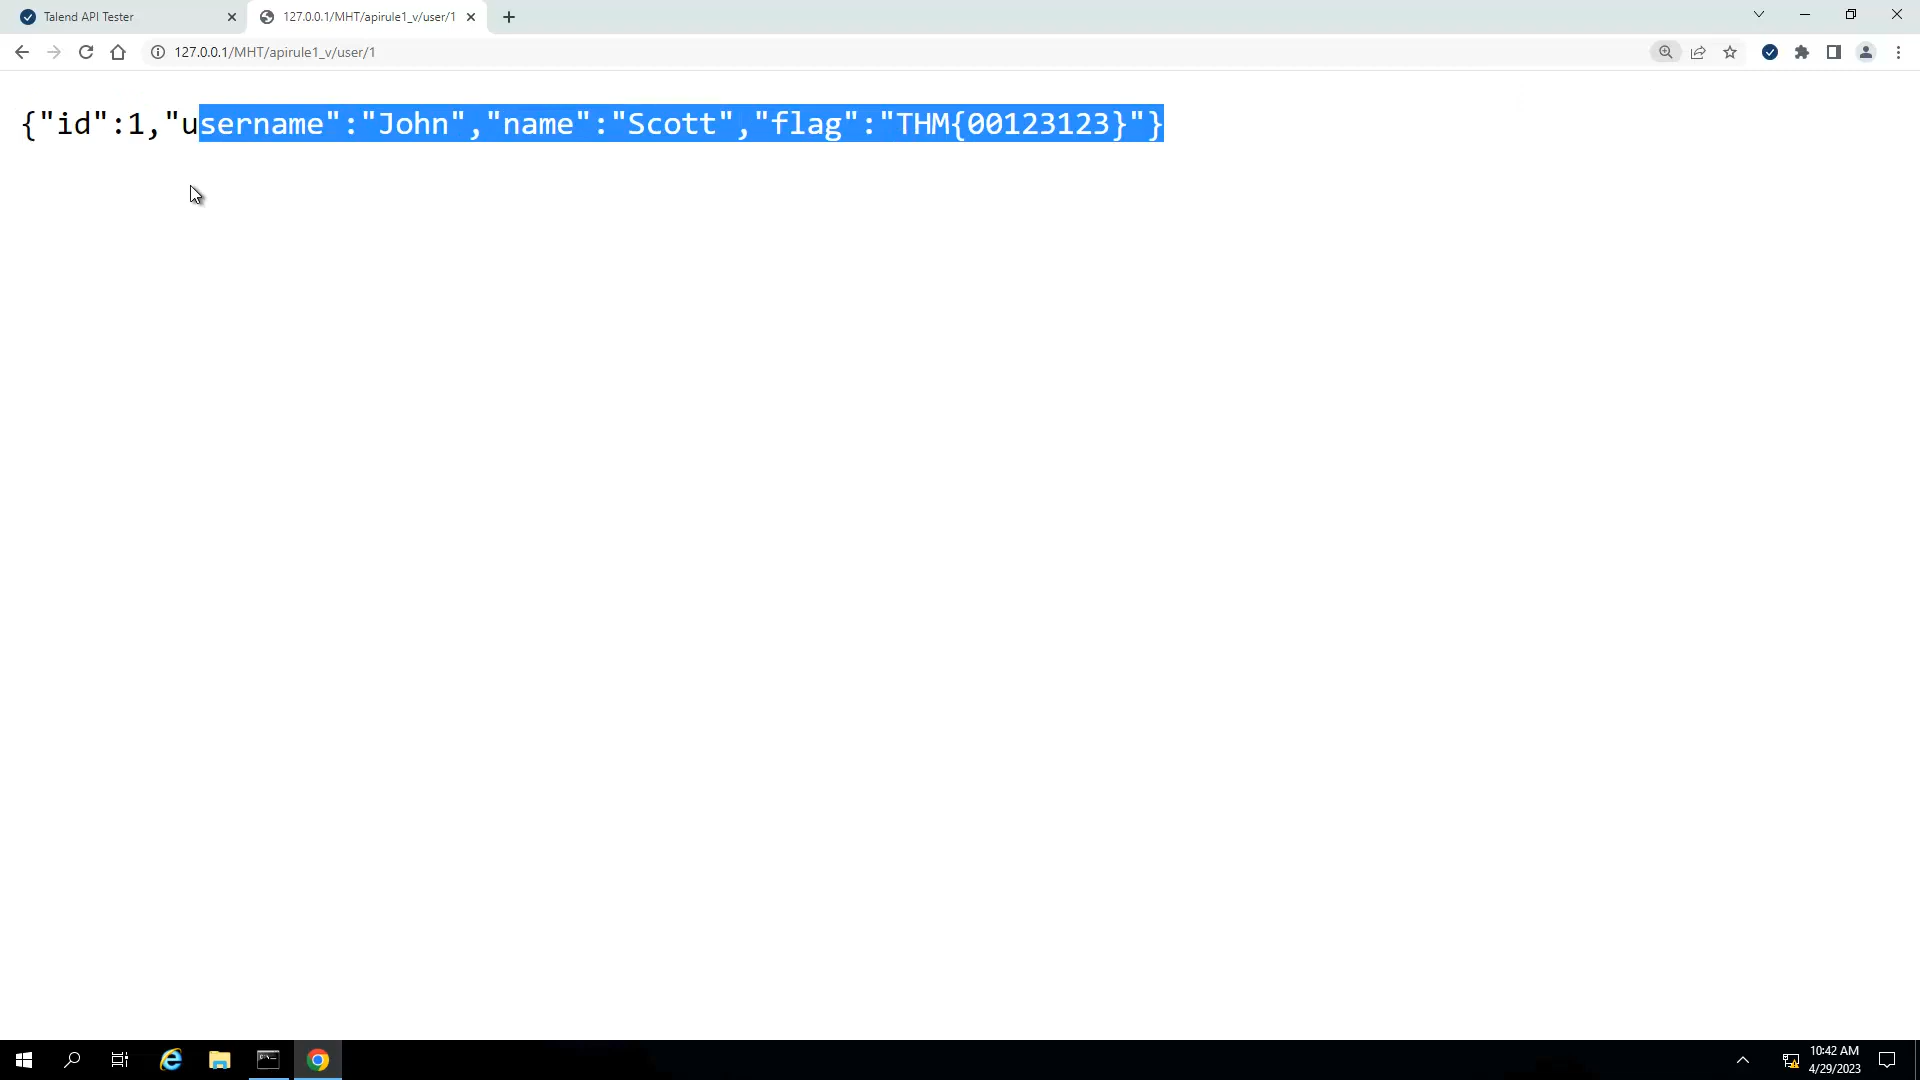 Talend API Tester
127.0.0.1/MHT/apirule1_v/user/1
127.0.0.1/MHT/apirule1_v/user/1
{"id":1,"username":"John","name":"Scott","flag":"THM{00123123}"}
10:42 AM
4/29/2023